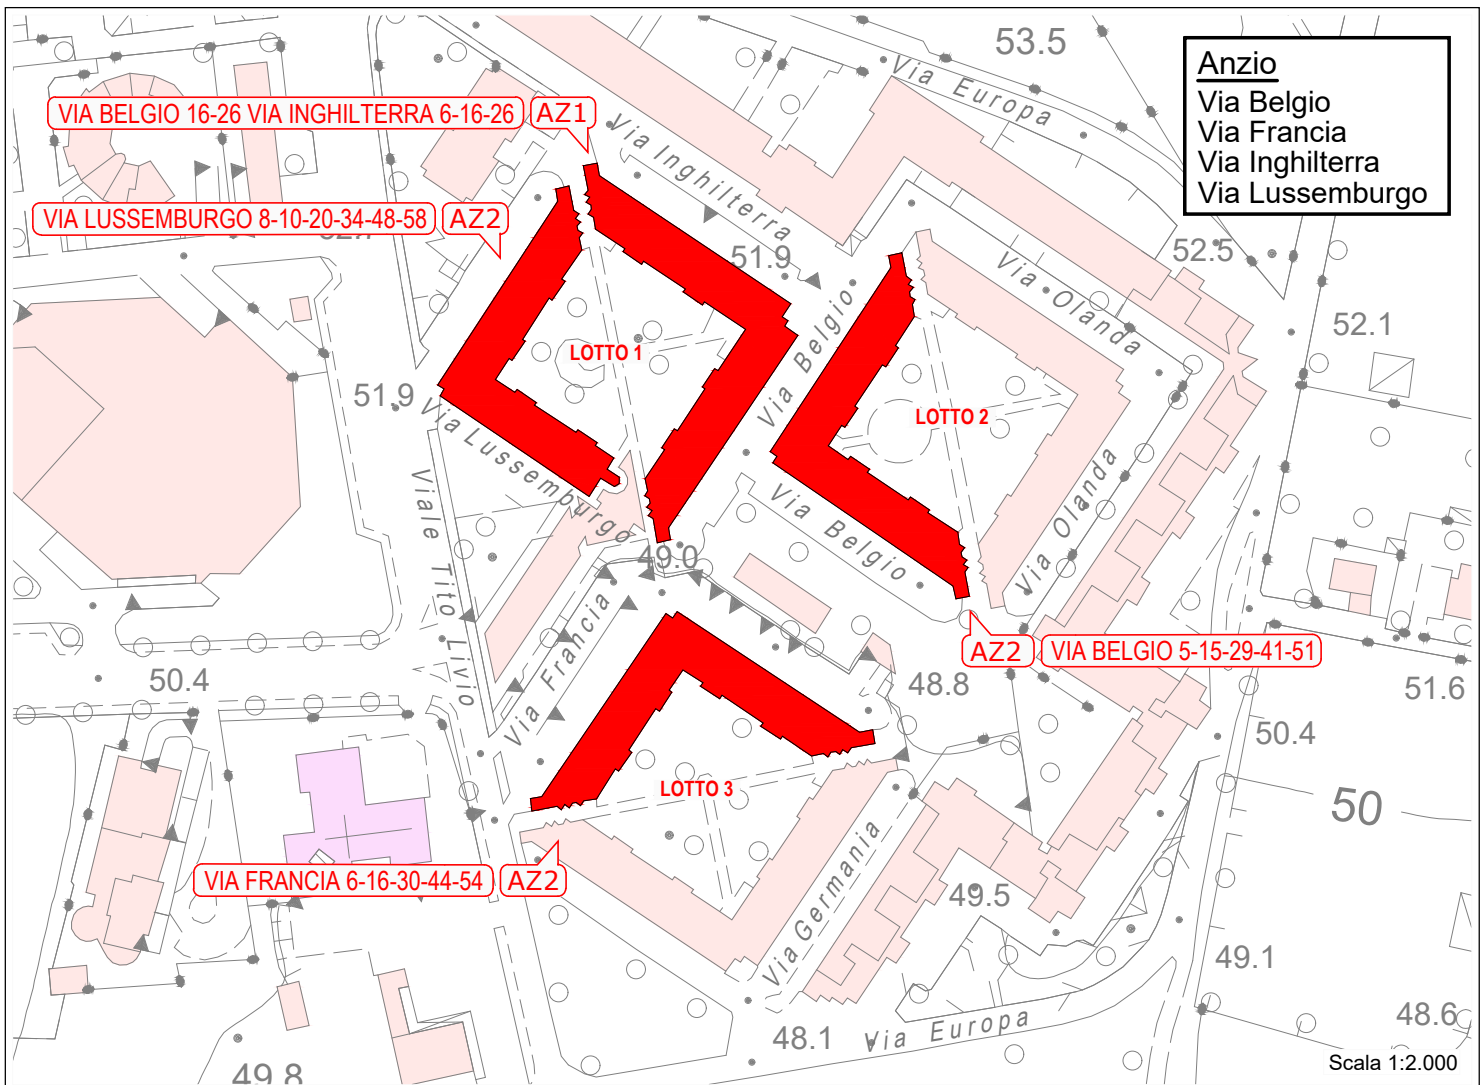 53.5
Via Europa
Anzio
Via Belgio
Via Francia
Via Inghilterra
Via Lussemburgo
VIA BELGIO 16-26 VIA INGHILTERRA 6-16-26
AZ1
Via Inghilterra
VIA LUSSEMBURGO 8-10-20-34-48-58
AZ2
51.9
52.5
Via Olanda
52.1
Via Belgio
LOTTO 1
51.9
LOTTO 2
Via Lussemburgo
Viale Tito Livio
Via Belgio
Via Olanda
49.0
Via Francia
AZ2
VIA BELGIO 5-15-29-41-51
50.4
48.8
51.6
50.4
LOTTO 3
50
VIA FRANCIA 6-16-30-44-54
AZ2
Via Germania
49.5
49.1
48.6
Via Europa
48.1
49.8
Scala 1:2.000